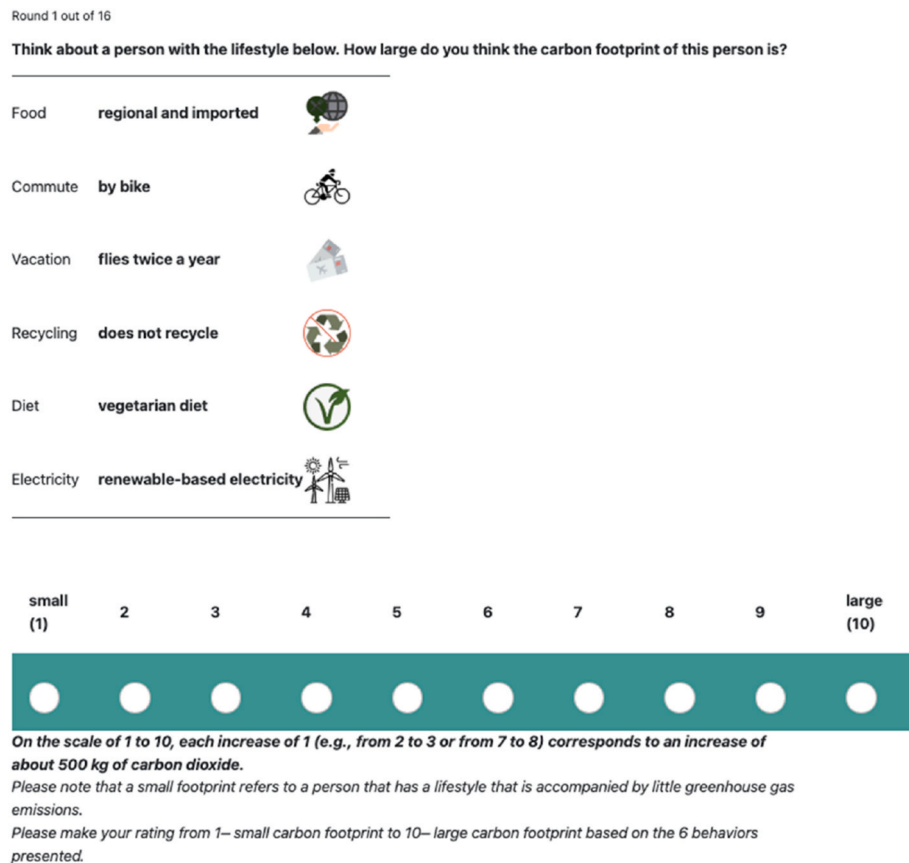 Round 1 out of 16
Think about a person with the lifestyle below. How large do you think the carbon footprint of this person is?
Food regional and imported
Commute by bike
Vacation flies twice a year
Recycling does not recycle
Diet vegetarian diet
Electricity renewable-based electricity
small (1) 2 3 4 5 6 7 8 9 large (10)
On the scale of 1 to 10, each increase of 1 (e.g., from 2 to 3 or from 7 to 8) corresponds to an increase of
about 500 kg of carbon dioxide.
Please note that a small footprint refers to a person that has a lifestyle that is accompanied by little greenhouse gas
emissions.
Please make your rating from 1– small carbon footprint to 10– large carbon footprint based on the 6 behaviors
presented.